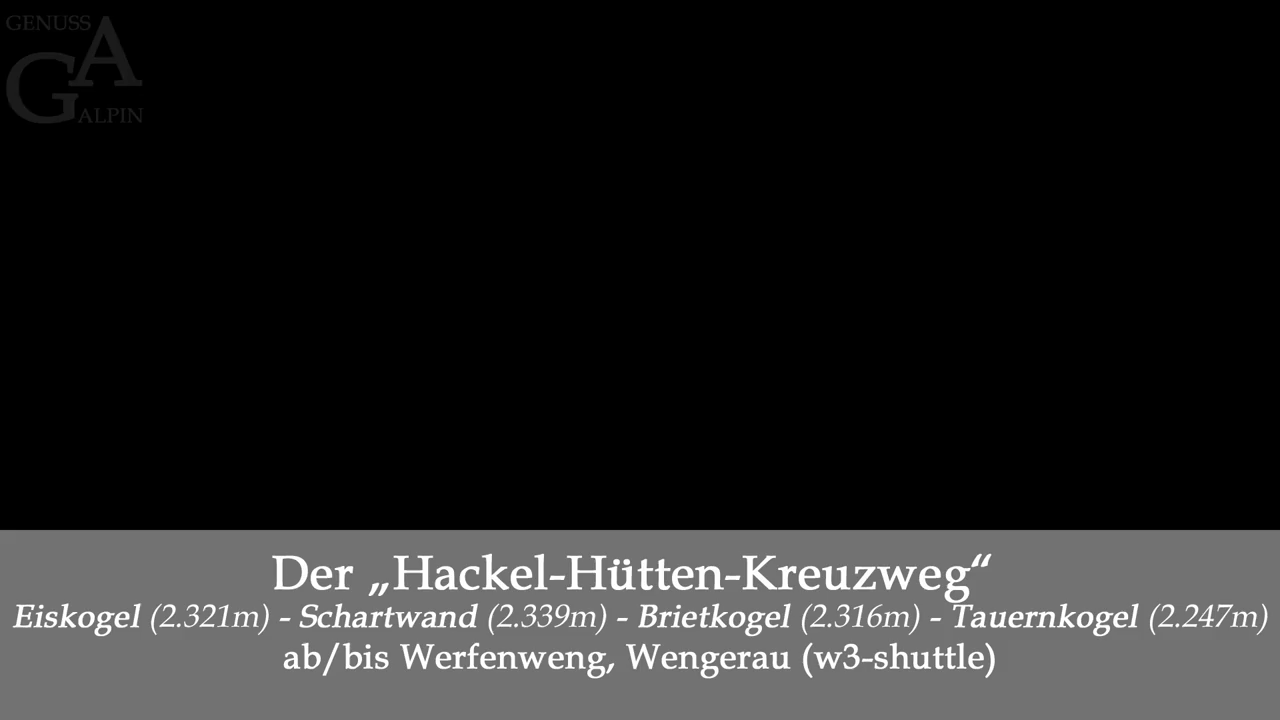 GENUSS
GA
ALPIN
Der „Hackel-Hütten-Kreuzweg“
Eiskogel (2.321m) - Schartwand (2.339m) - Brietkogel (2.316m) - Tauernkogel (2.247m)
ab/bis Werfenweng, Wengerau (w3-shuttle)